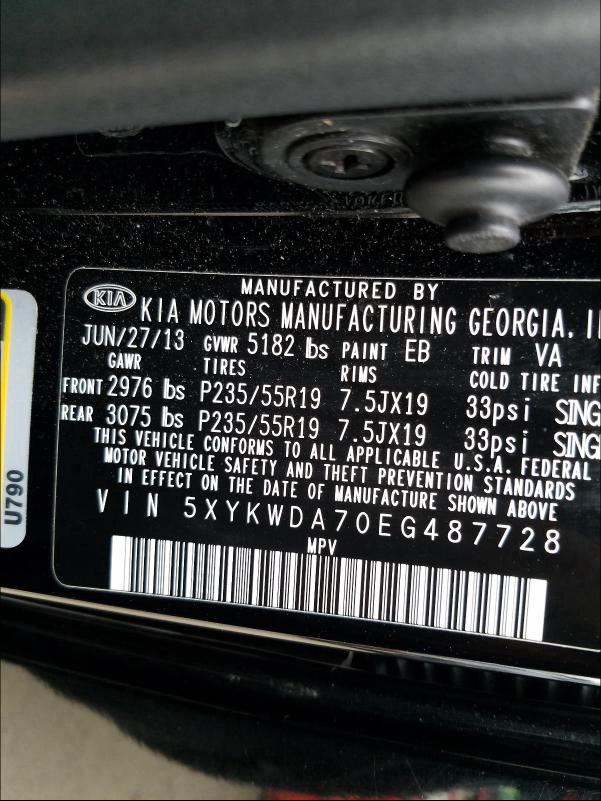 MANUFACTURED BY
KIA KIA MOTORS MANUFACTURING GEORGIA, I
JUN/27/13 GVWR 5182 lbs PAINT EB TRIM VA
GAWR TIRES RIMS COLD TIRE INF
FRONT 2976 lbs P235/55R19 7.5JX19 33psi SING
REAR 3075 lbs P235/55R19 7.5JX19 33psi SING
THIS VEHICLE CONFORMS TO ALL APPLICABLE U.S.A. FEDERAL
MOTOR VEHICLE SAFETY AND THEFT PREVENTION STANDARDS
IN EFFECT ON THE DATE OF MANUFACTURE SHOWN ABOVE
VIN 5XYKWDA70EG487728
MPV
U790